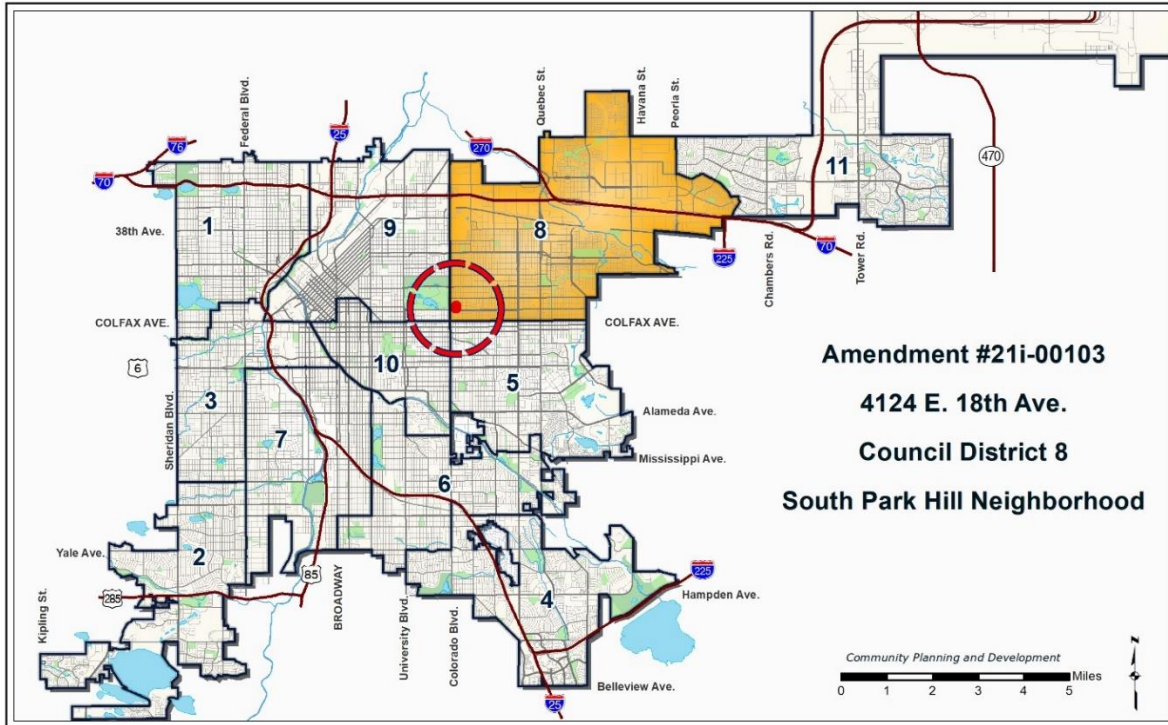 Federal Blvd.
Quebec St.
Havana St.
Peoria St.
76
25
270
70
470
11
1
9
8
38th Ave.
225
Chambers Rd.
70
Tower Rd.
COLFAX AVE.
COLFAX AVE.
6
10
5
3
Sheridan Blvd.
7
Alameda Ave.
Mississippi Ave.
6
Amendment #21i-00103
4124 E. 18th Ave.
Council District 8
South Park Hill Neighborhood
Yale Ave.
2
85
BROADWAY
285
Kipling St.
University Blvd.
Colorado Blvd.
4
225
Hampden Ave.
25
Belleview Ave.
Community Planning and Development
0 1 2 3 4 5 Miles
N